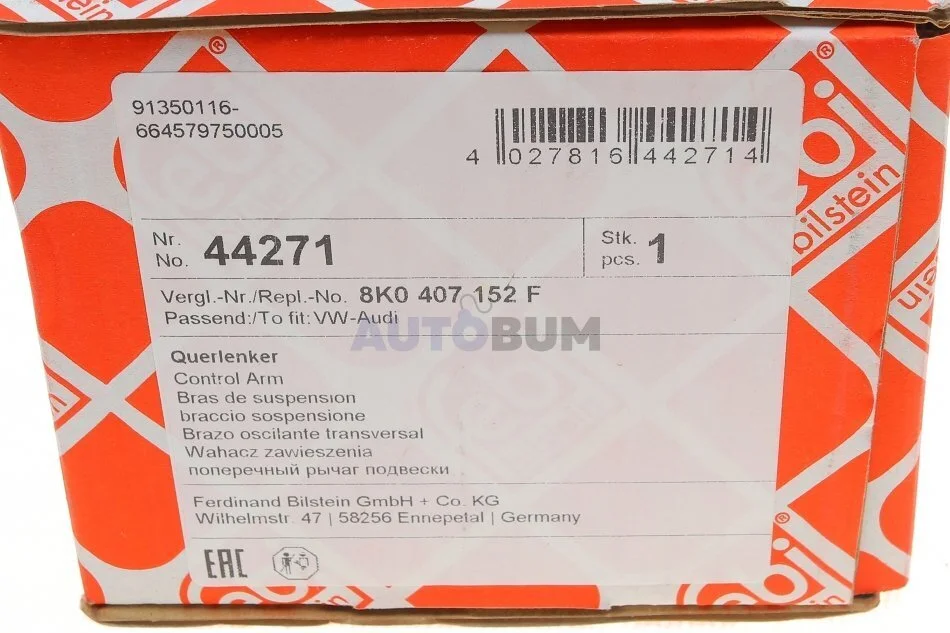 91350116-
664579750005
4 027816 442714
Nr.
No. 44271
Stk.
pcs. 1
Vergl.-Nr./Repl.-No. 8K0 407 152 F
Passend:/To fit: VW-Audi
AUTOBUM
Querlenker
Control Arm
Bras de suspension
braccio sospensione
Brazo oscilante transversal
Wahacz zawieszenia
поперечный рычаг подвески
Ferdinand Bilstein GmbH + Co. KG
Wilhelmstr. 47 | 58256 Ennepetal | Germany
EAC
bilstein